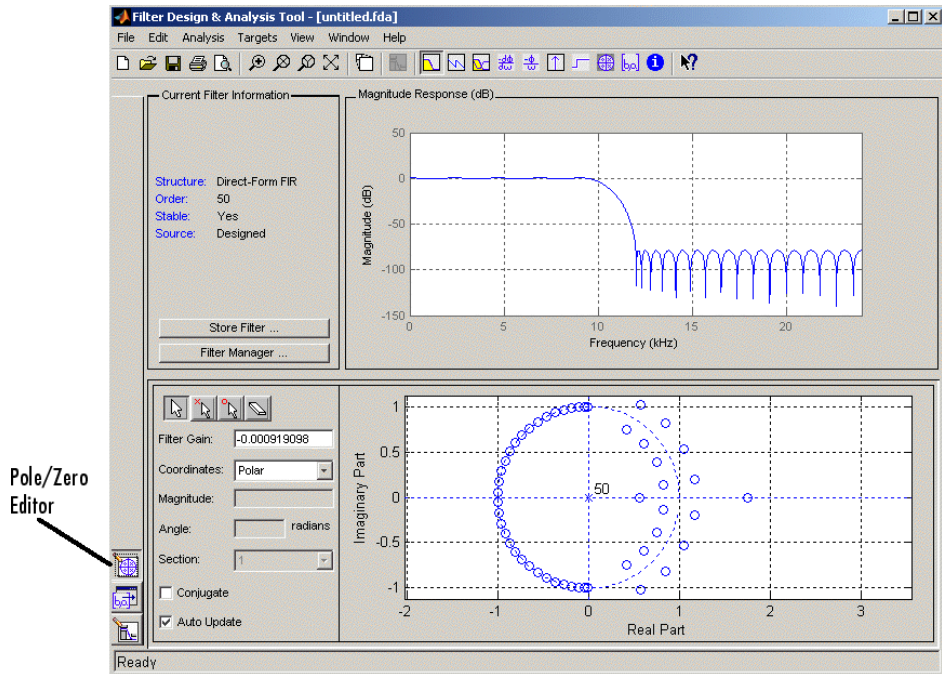 Filter Design & Analysis Tool - [untitled.fda]
File Edit Analysis Targets View Window Help
Current Filter Information
Structure: Direct-Form FIR
Order: 50
Stable: Yes
Source: Designed
Store Filter ...
Filter Manager ...
Magnitude Response (dB)
50
0
-50
-100
-150
Magnitude (dB)
0 5 10 15 20
Frequency (kHz)
Pole/Zero
Editor
Filter Gain: -0.000919098
Coordinates: Polar
Magnitude:
Angle: radians
Section: 1
Conjugate
Auto Update
1
0.5
0
-0.5
-1
Imaginary Part
50
-2 -1 0 1 2 3
Real Part
Ready